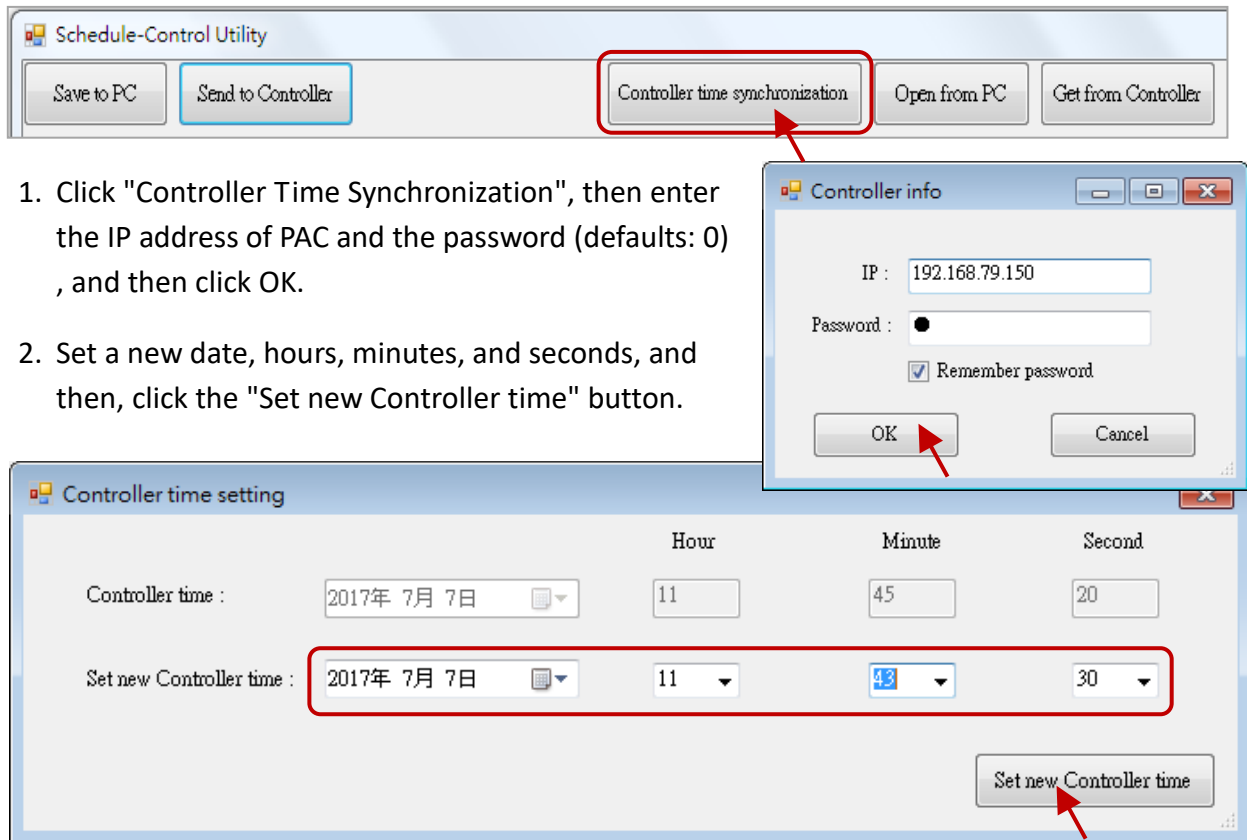 Schedule-Control Utility
Save to PC Send to Controller Controller time synchronization Open from PC Get from Controller
1. Click "Controller Time Synchronization", then enter
the IP address of PAC and the password (defaults: 0)
, and then click OK.
2. Set a new date, hours, minutes, and seconds, and
then, click the "Set new Controller time" button.
Controller info
IP : 192.168.79.150
Password : ●
Remember password
OK Cancel
Controller time setting
Hour Minute Second
Controller time : 2017年 7月 7日 11 45 20
Set new Controller time : 2017年 7月 7日 11 43 30
Set new Controller time